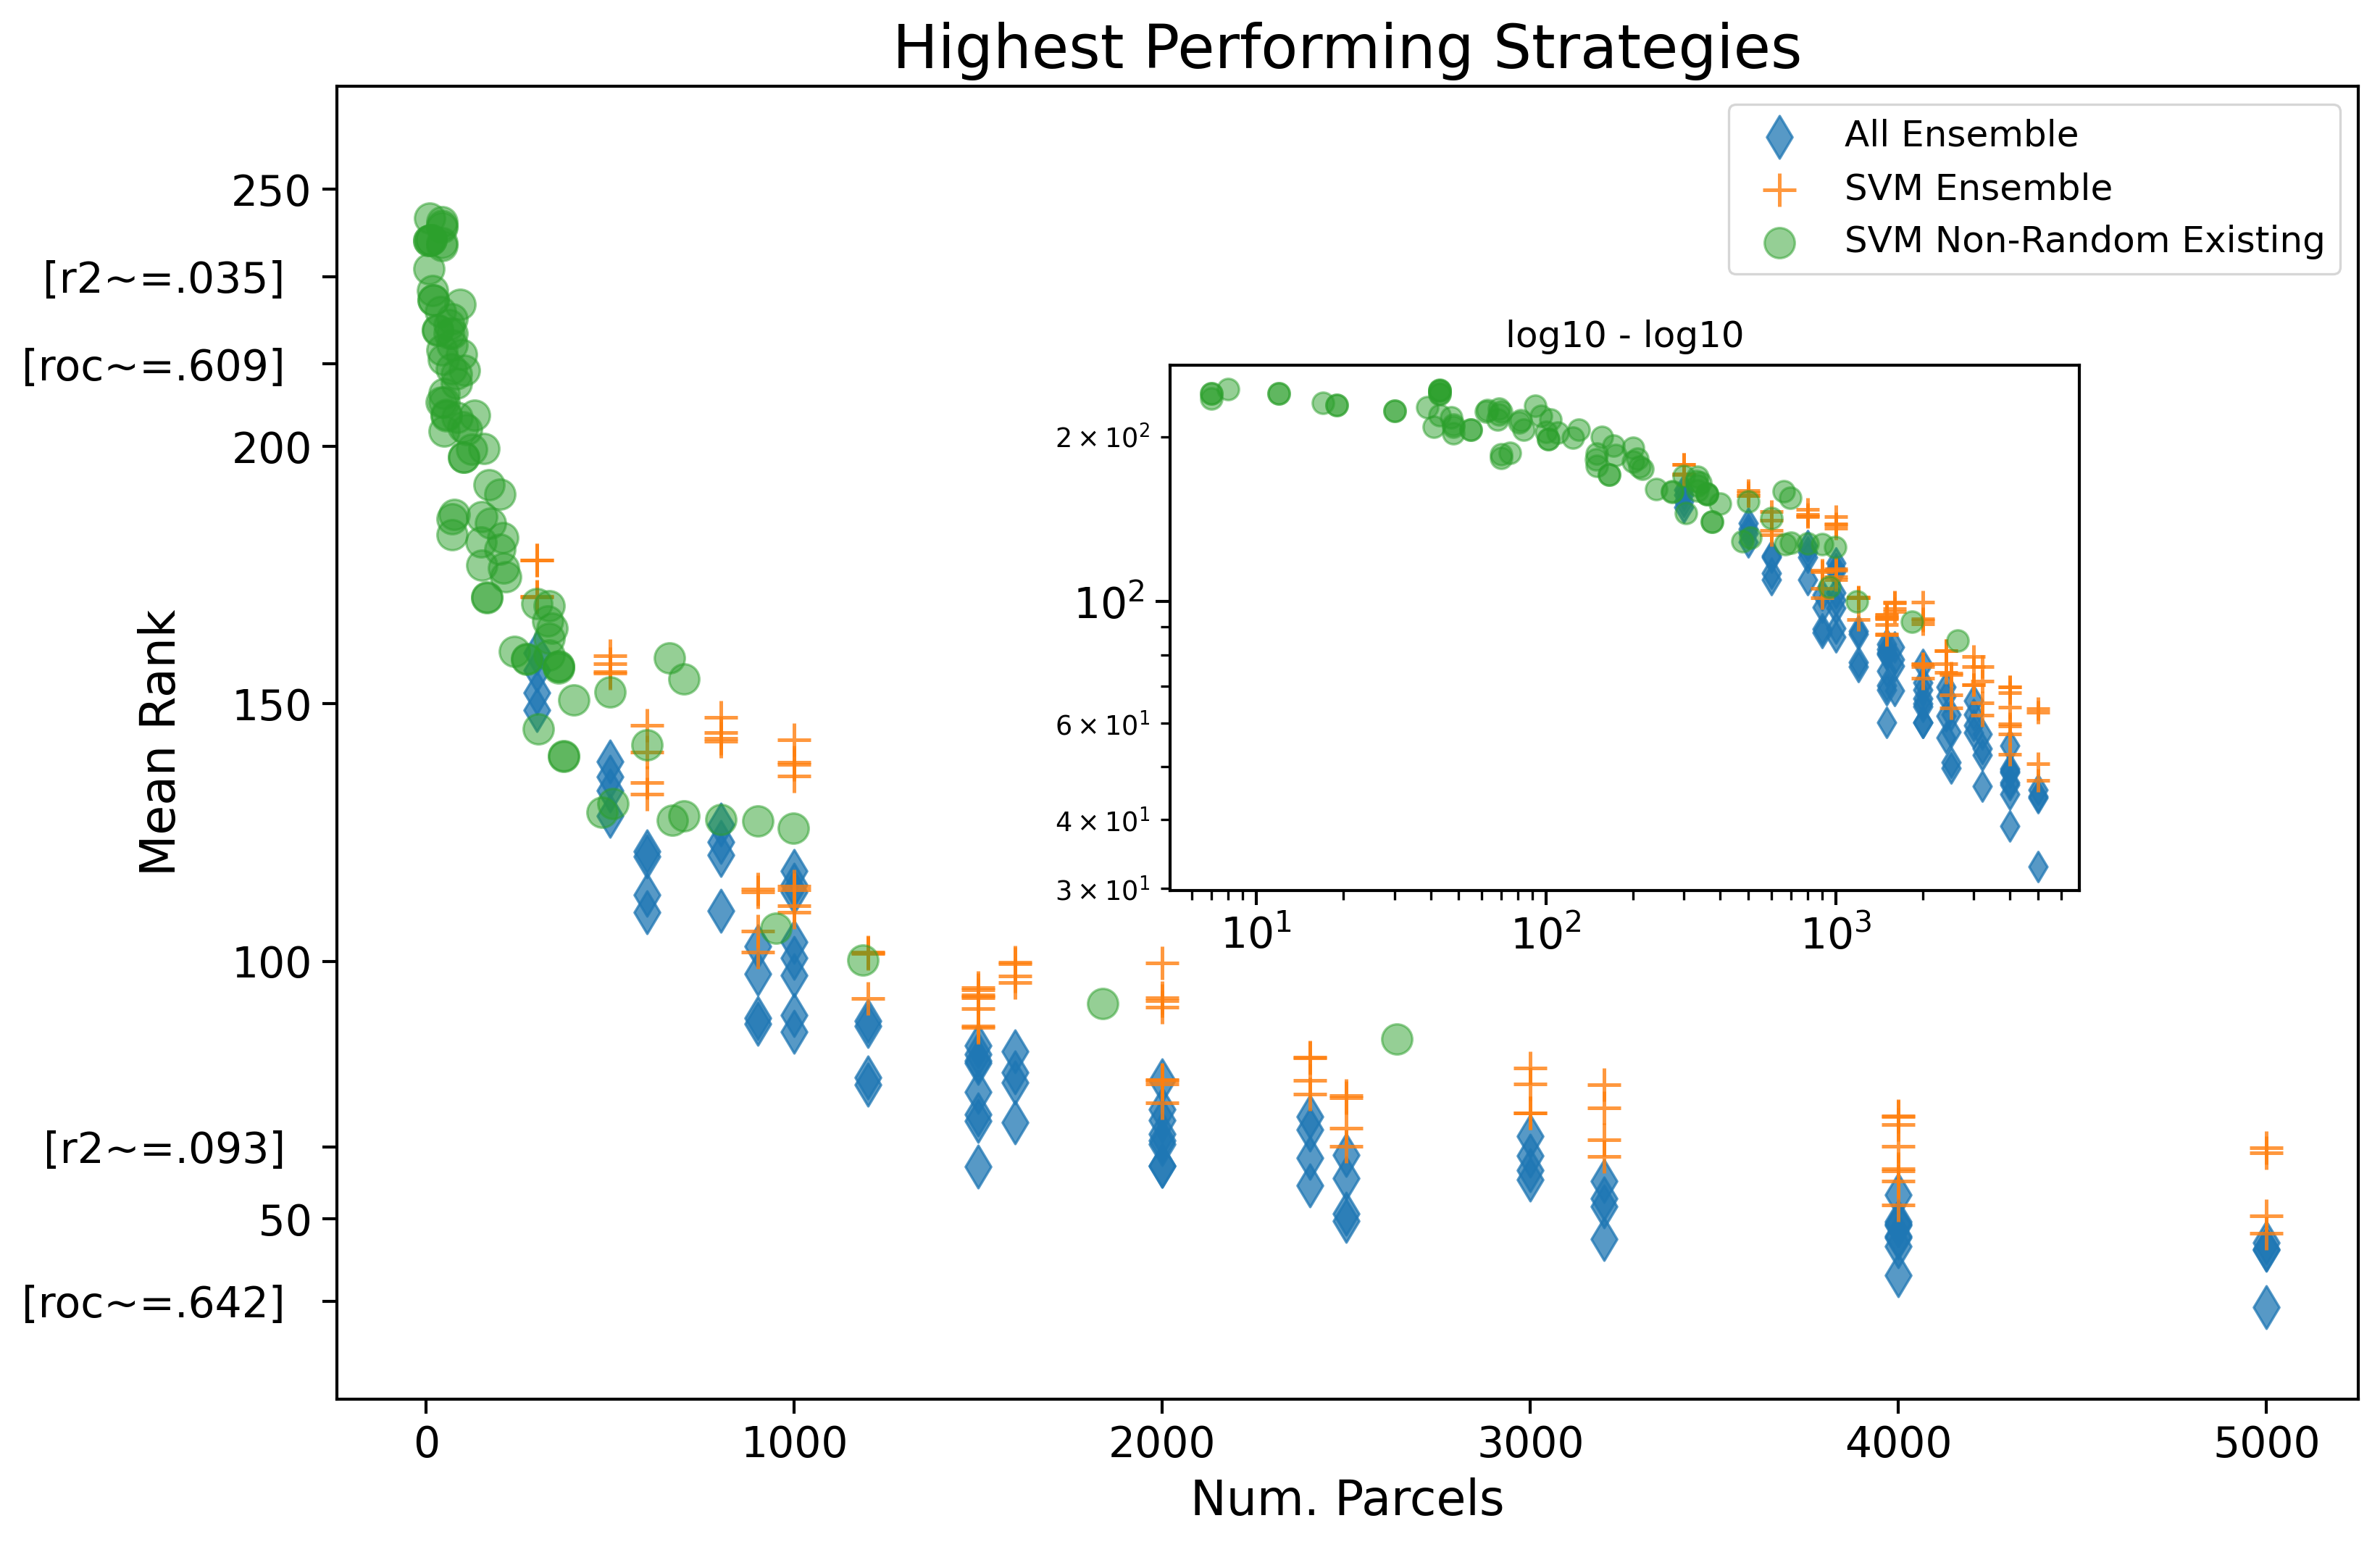 Highest Performing Strategies
All Ensemble
SVM Ensemble
SVM Non-Random Existing
250
[r2~=.035]
[roc~=.609]
200
150
100
[r2~=.093]
50
[roc~=.642]
Mean Rank
log10 - log10
2 × 10²
10²
6 × 10¹
4 × 10¹
3 × 10¹
10¹ 10² 10³
0 1000 2000 3000 4000 5000
Num. Parcels